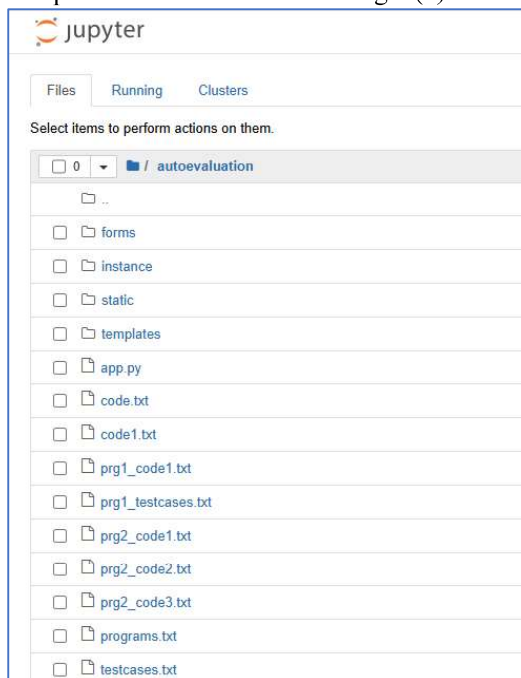 jupyter
Files Running Clusters
Select items to perform actions on them.
0 / autoevaluation
..
forms
instance
static
templates
app.py
code.txt
code1.txt
prg1_code1.txt
prg1_testcases.txt
prg2_code1.txt
prg2_code2.txt
prg2_code3.txt
programs.txt
testcases.txt